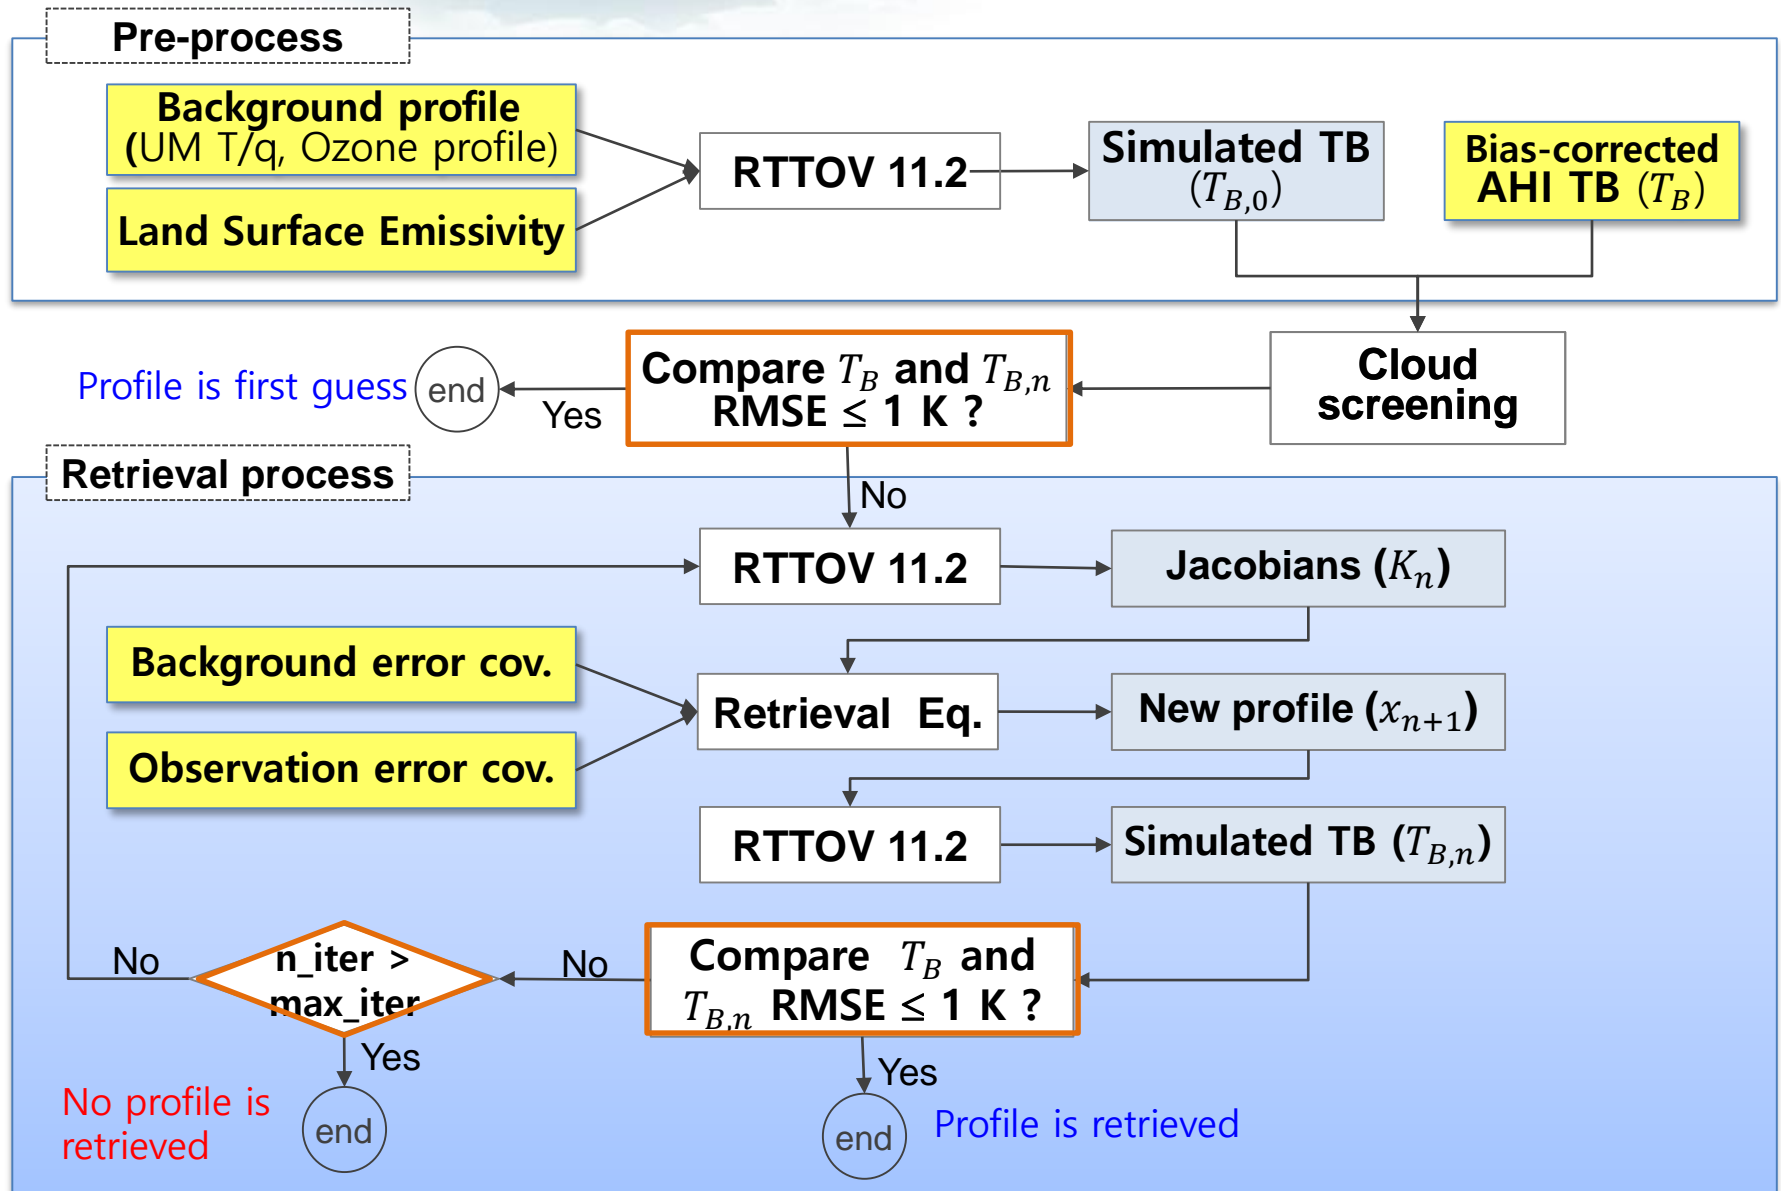 Pre-process
Background profile
(UM T/q, Ozone profile)
Land Surface Emissivity
RTTOV 11.2
Simulated TB
(T_{B,0})
Bias-corrected
AHI TB (T_B)
Profile is first guess
end
Yes
Compare T_B and T_{B,n}
RMSE ≤ 1 K ?
Cloud
screening
Retrieval process
No
RTTOV 11.2
Jacobians (K_n)
Background error cov.
Retrieval Eq.
New profile (x_{n+1})
Observation error cov.
RTTOV 11.2
Simulated TB (T_{B,n})
No
n_iter >
max_iter
No
Compare T_B and
T_{B,n} RMSE ≤ 1 K ?
Yes
Yes
No profile is
retrieved
end
end
Profile is retrieved